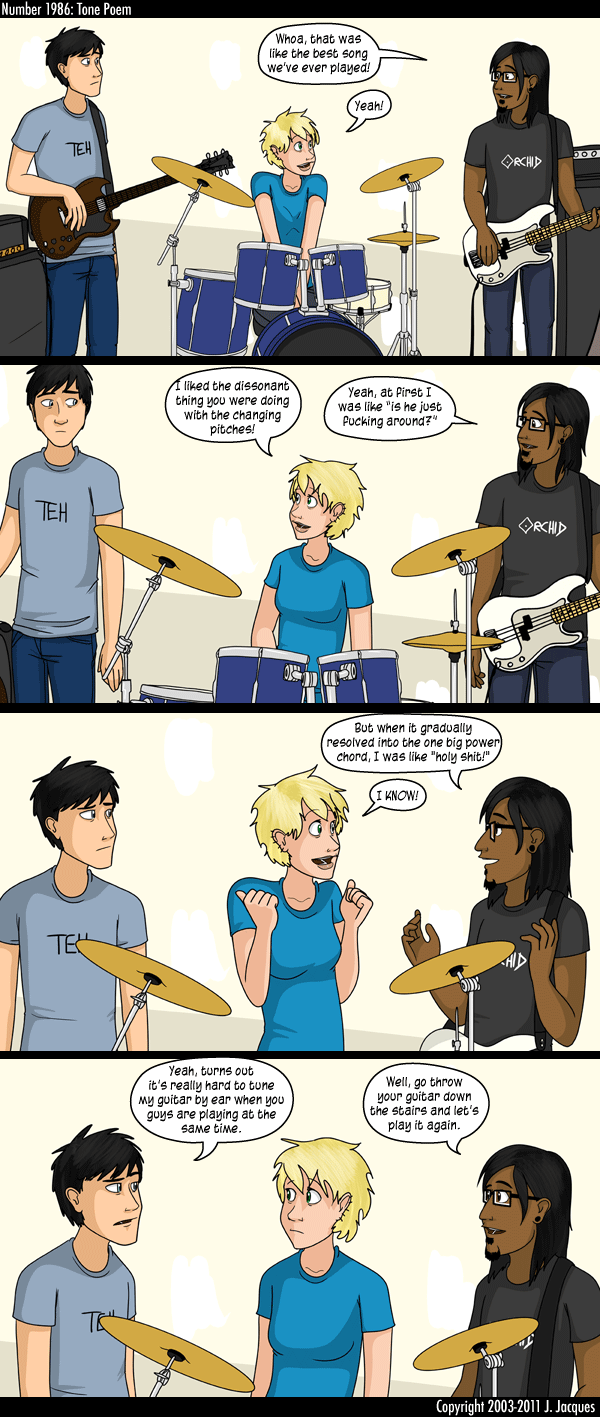 Number 1986: Tone Poem
Whoa, that was
like the best song
we've ever played!
Yeah!
TEH
ORCHID
I liked the dissonant
thing you were doing
with the changing
pitches!
Yeah, at first I
was like "is he just
fucking around?"
TEH
ORCHID
But when it gradually
resolved into the one big power
chord, I was like "holy shit!"
I KNOW!
TEH
CHID
Yeah, turns out
it's really hard to tune
my guitar by ear when you
guys are playing at the
same time.
Well, go throw
your guitar down
the stairs and let's
play it again.
TEH
Copyright 2003-2011 J. Jacques